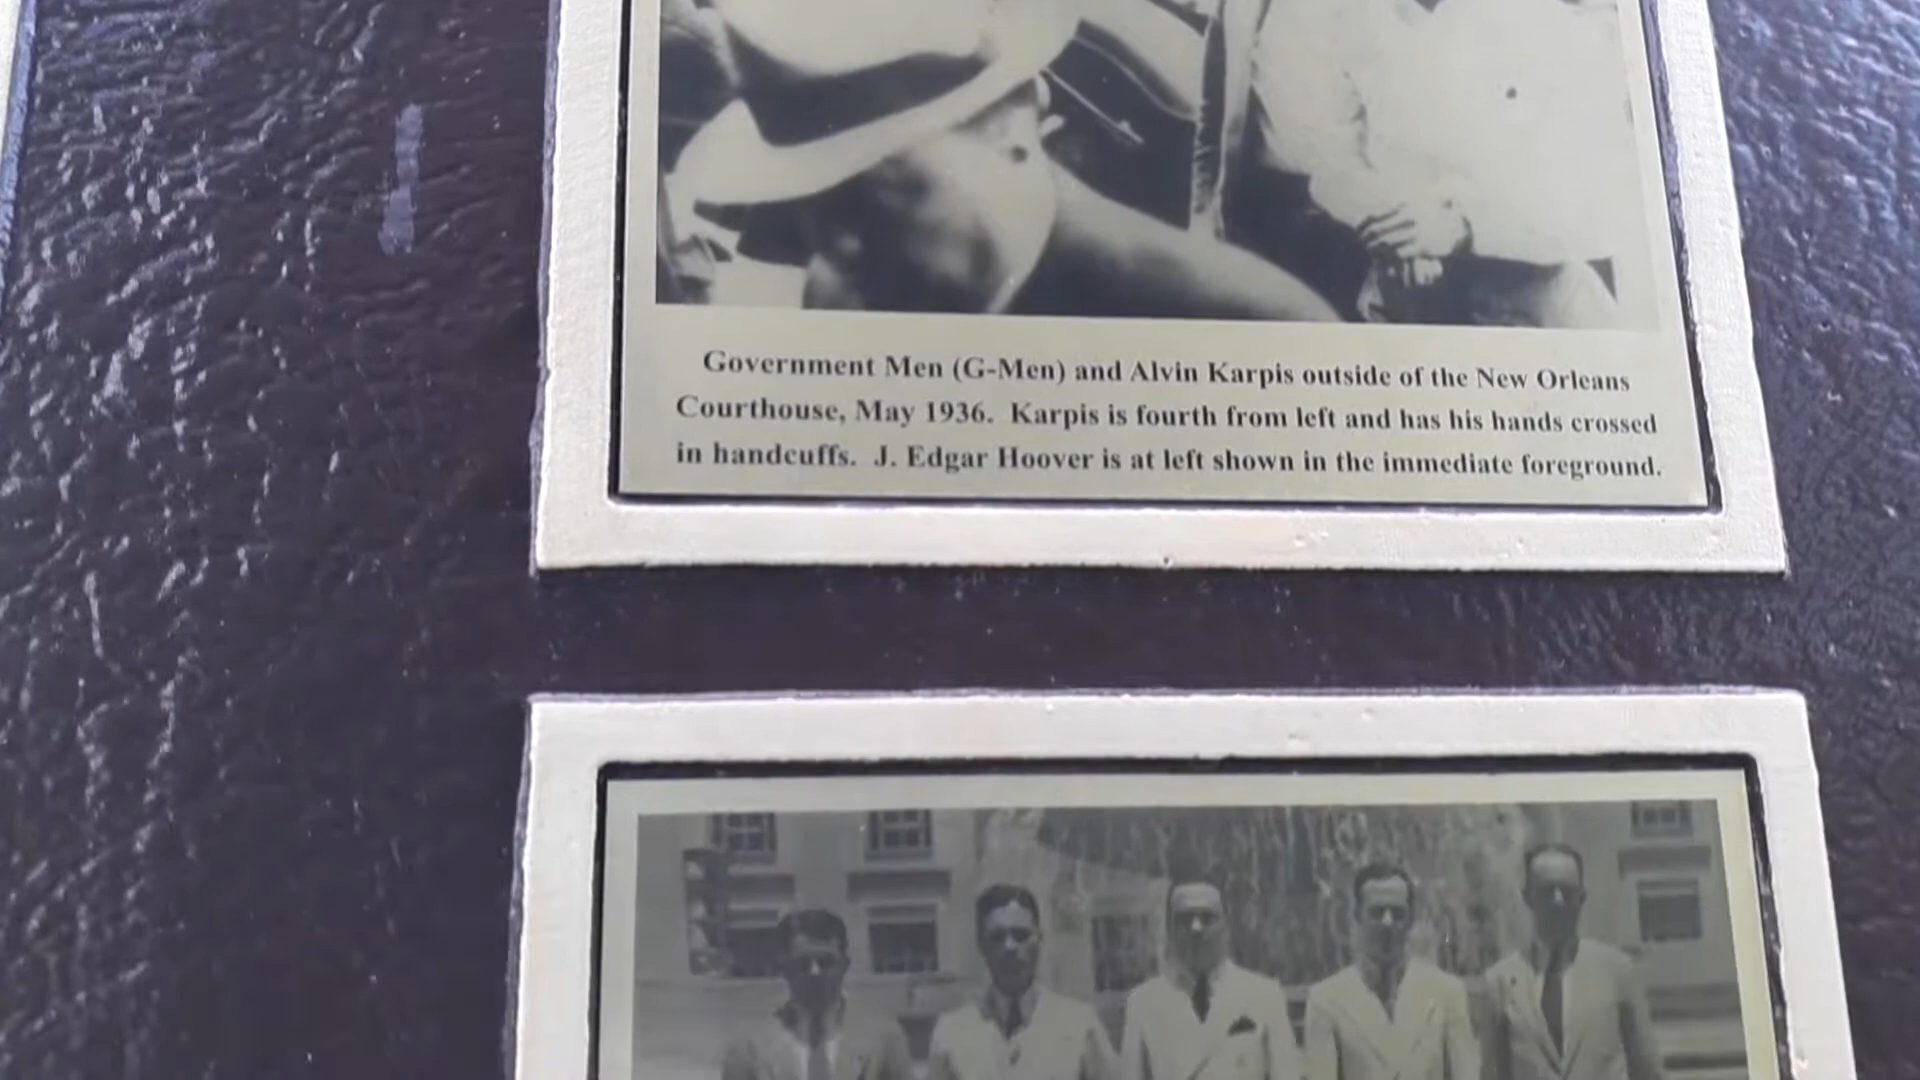 Government Men (G-Men) and Alvin Karpis outside of the New Orleans
Courthouse, May 1936. Karpis is fourth from left and has his hands crossed
in handcuffs. J. Edgar Hoover is at left shown in the immediate foreground.